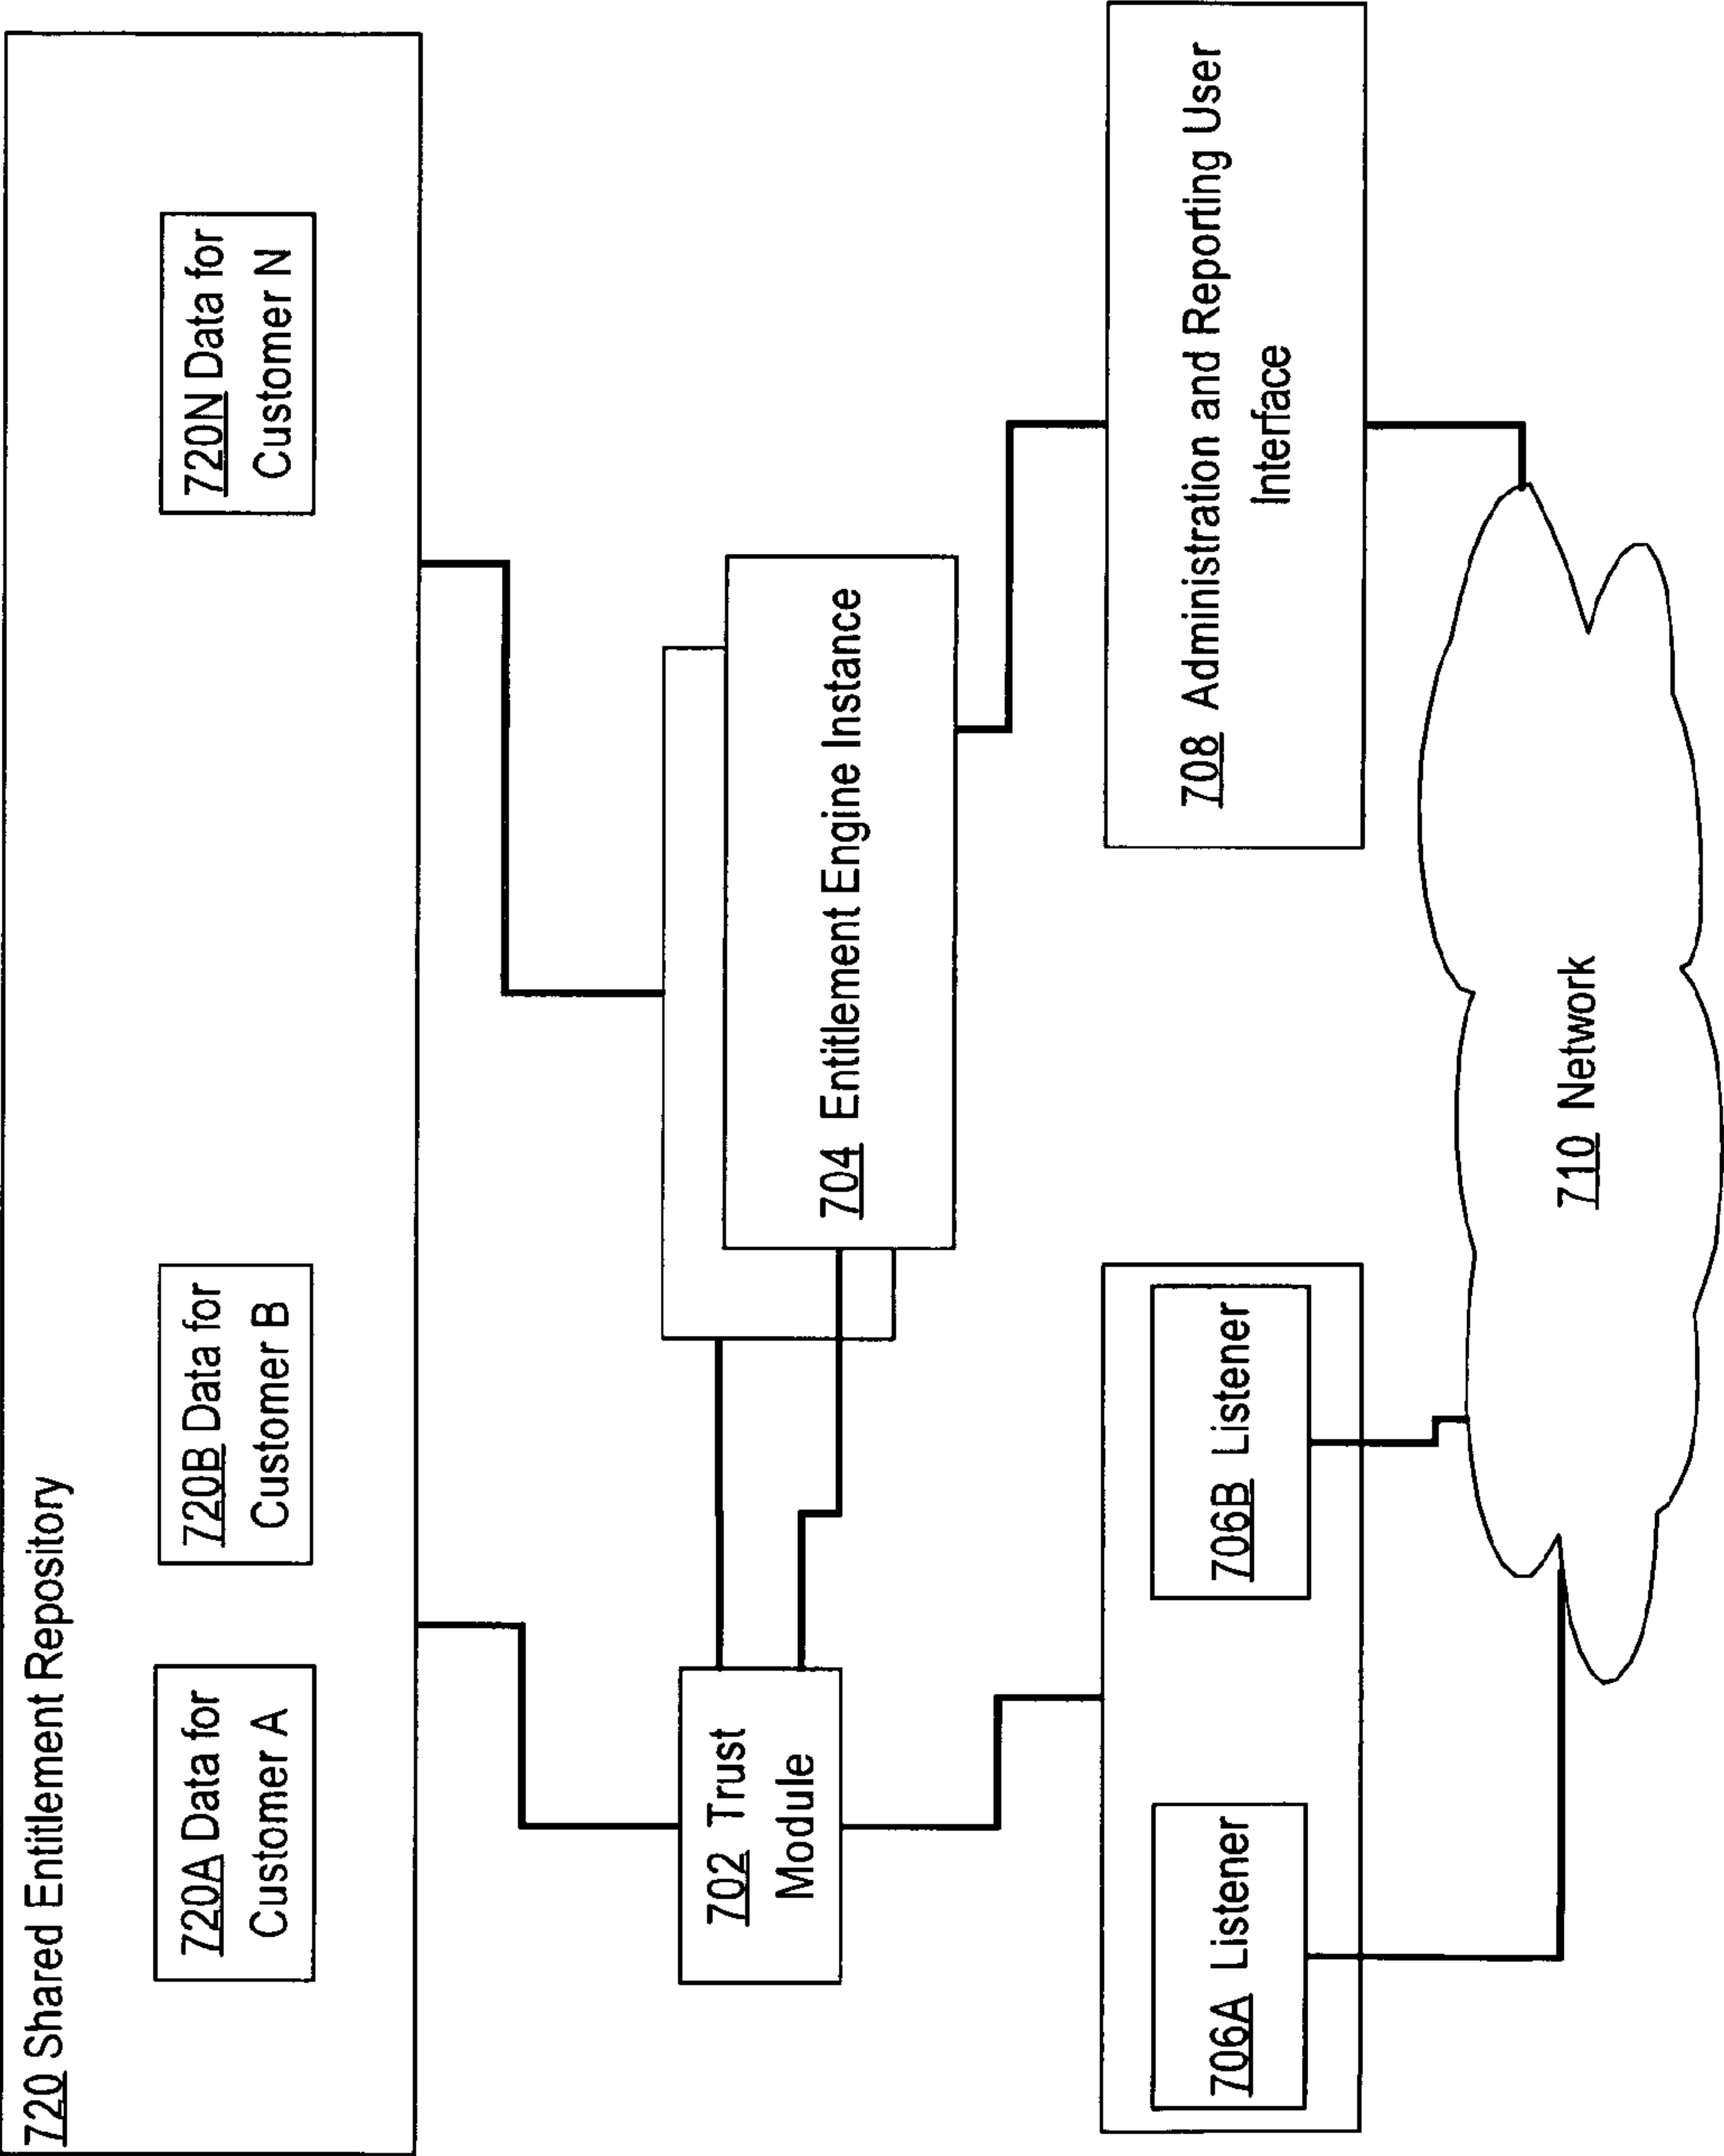 720 Shared Entitlement Repository
720A Data for
Customer A
720B Data for
Customer B
720N Data for
Customer N
702 Trust
Module
704 Entitlement Engine Instance
706A Listener
706B Listener
708 Administration and Reporting User
Interface
710 Network